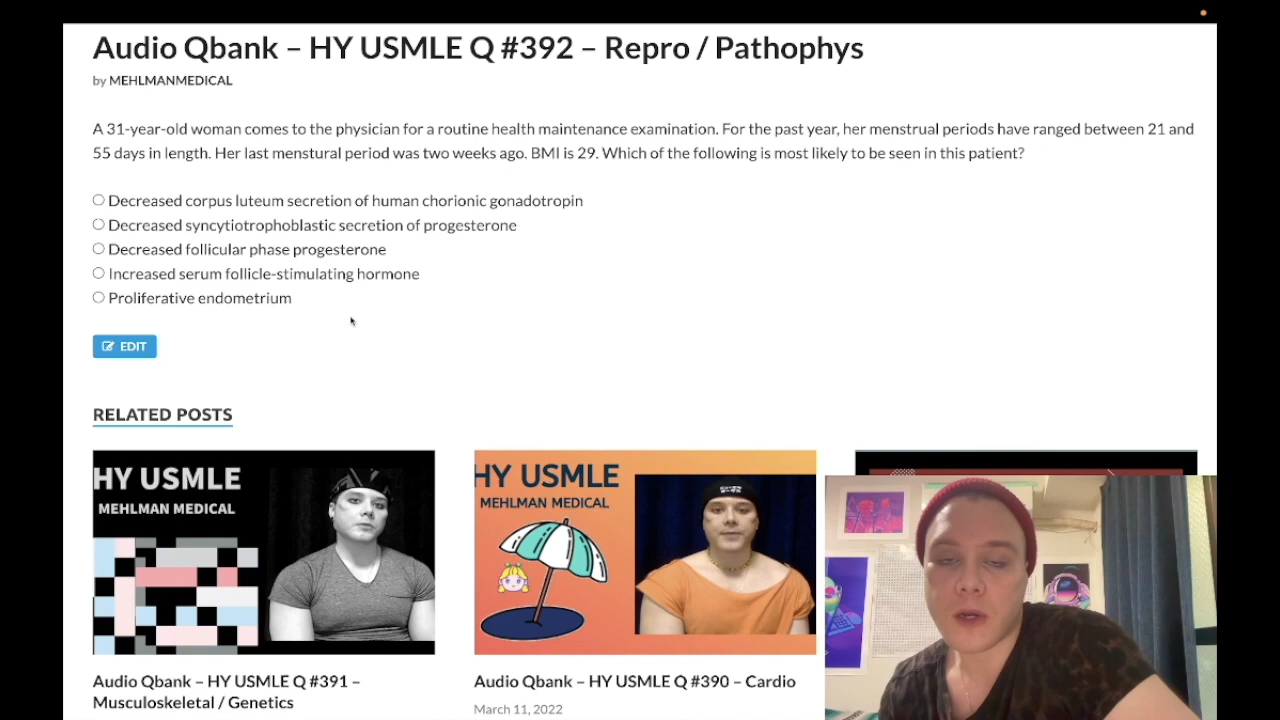 Audio Qbank – HY USMLE Q #392 – Repro / Pathophys
by MEHLMANMEDICAL
A 31-year-old woman comes to the physician for a routine health maintenance examination. For the past year, her menstrual periods have ranged between 21 and
55 days in length. Her last menstural period was two weeks ago. BMI is 29. Which of the following is most likely to be seen in this patient?
Decreased corpus luteum secretion of human chorionic gonadotropin
Decreased syncytiotrophoblastic secretion of progesterone
Decreased follicular phase progesterone
Increased serum follicle-stimulating hormone
Proliferative endometrium
EDIT
RELATED POSTS
HY USMLE
MEHLMAN MEDICAL
HY USMLE
MEHLMAN MEDICAL
Audio Qbank – HY USMLE Q #391 –
Musculoskeletal / Genetics
Audio Qbank – HY USMLE Q #390 – Cardio
March 11, 2022